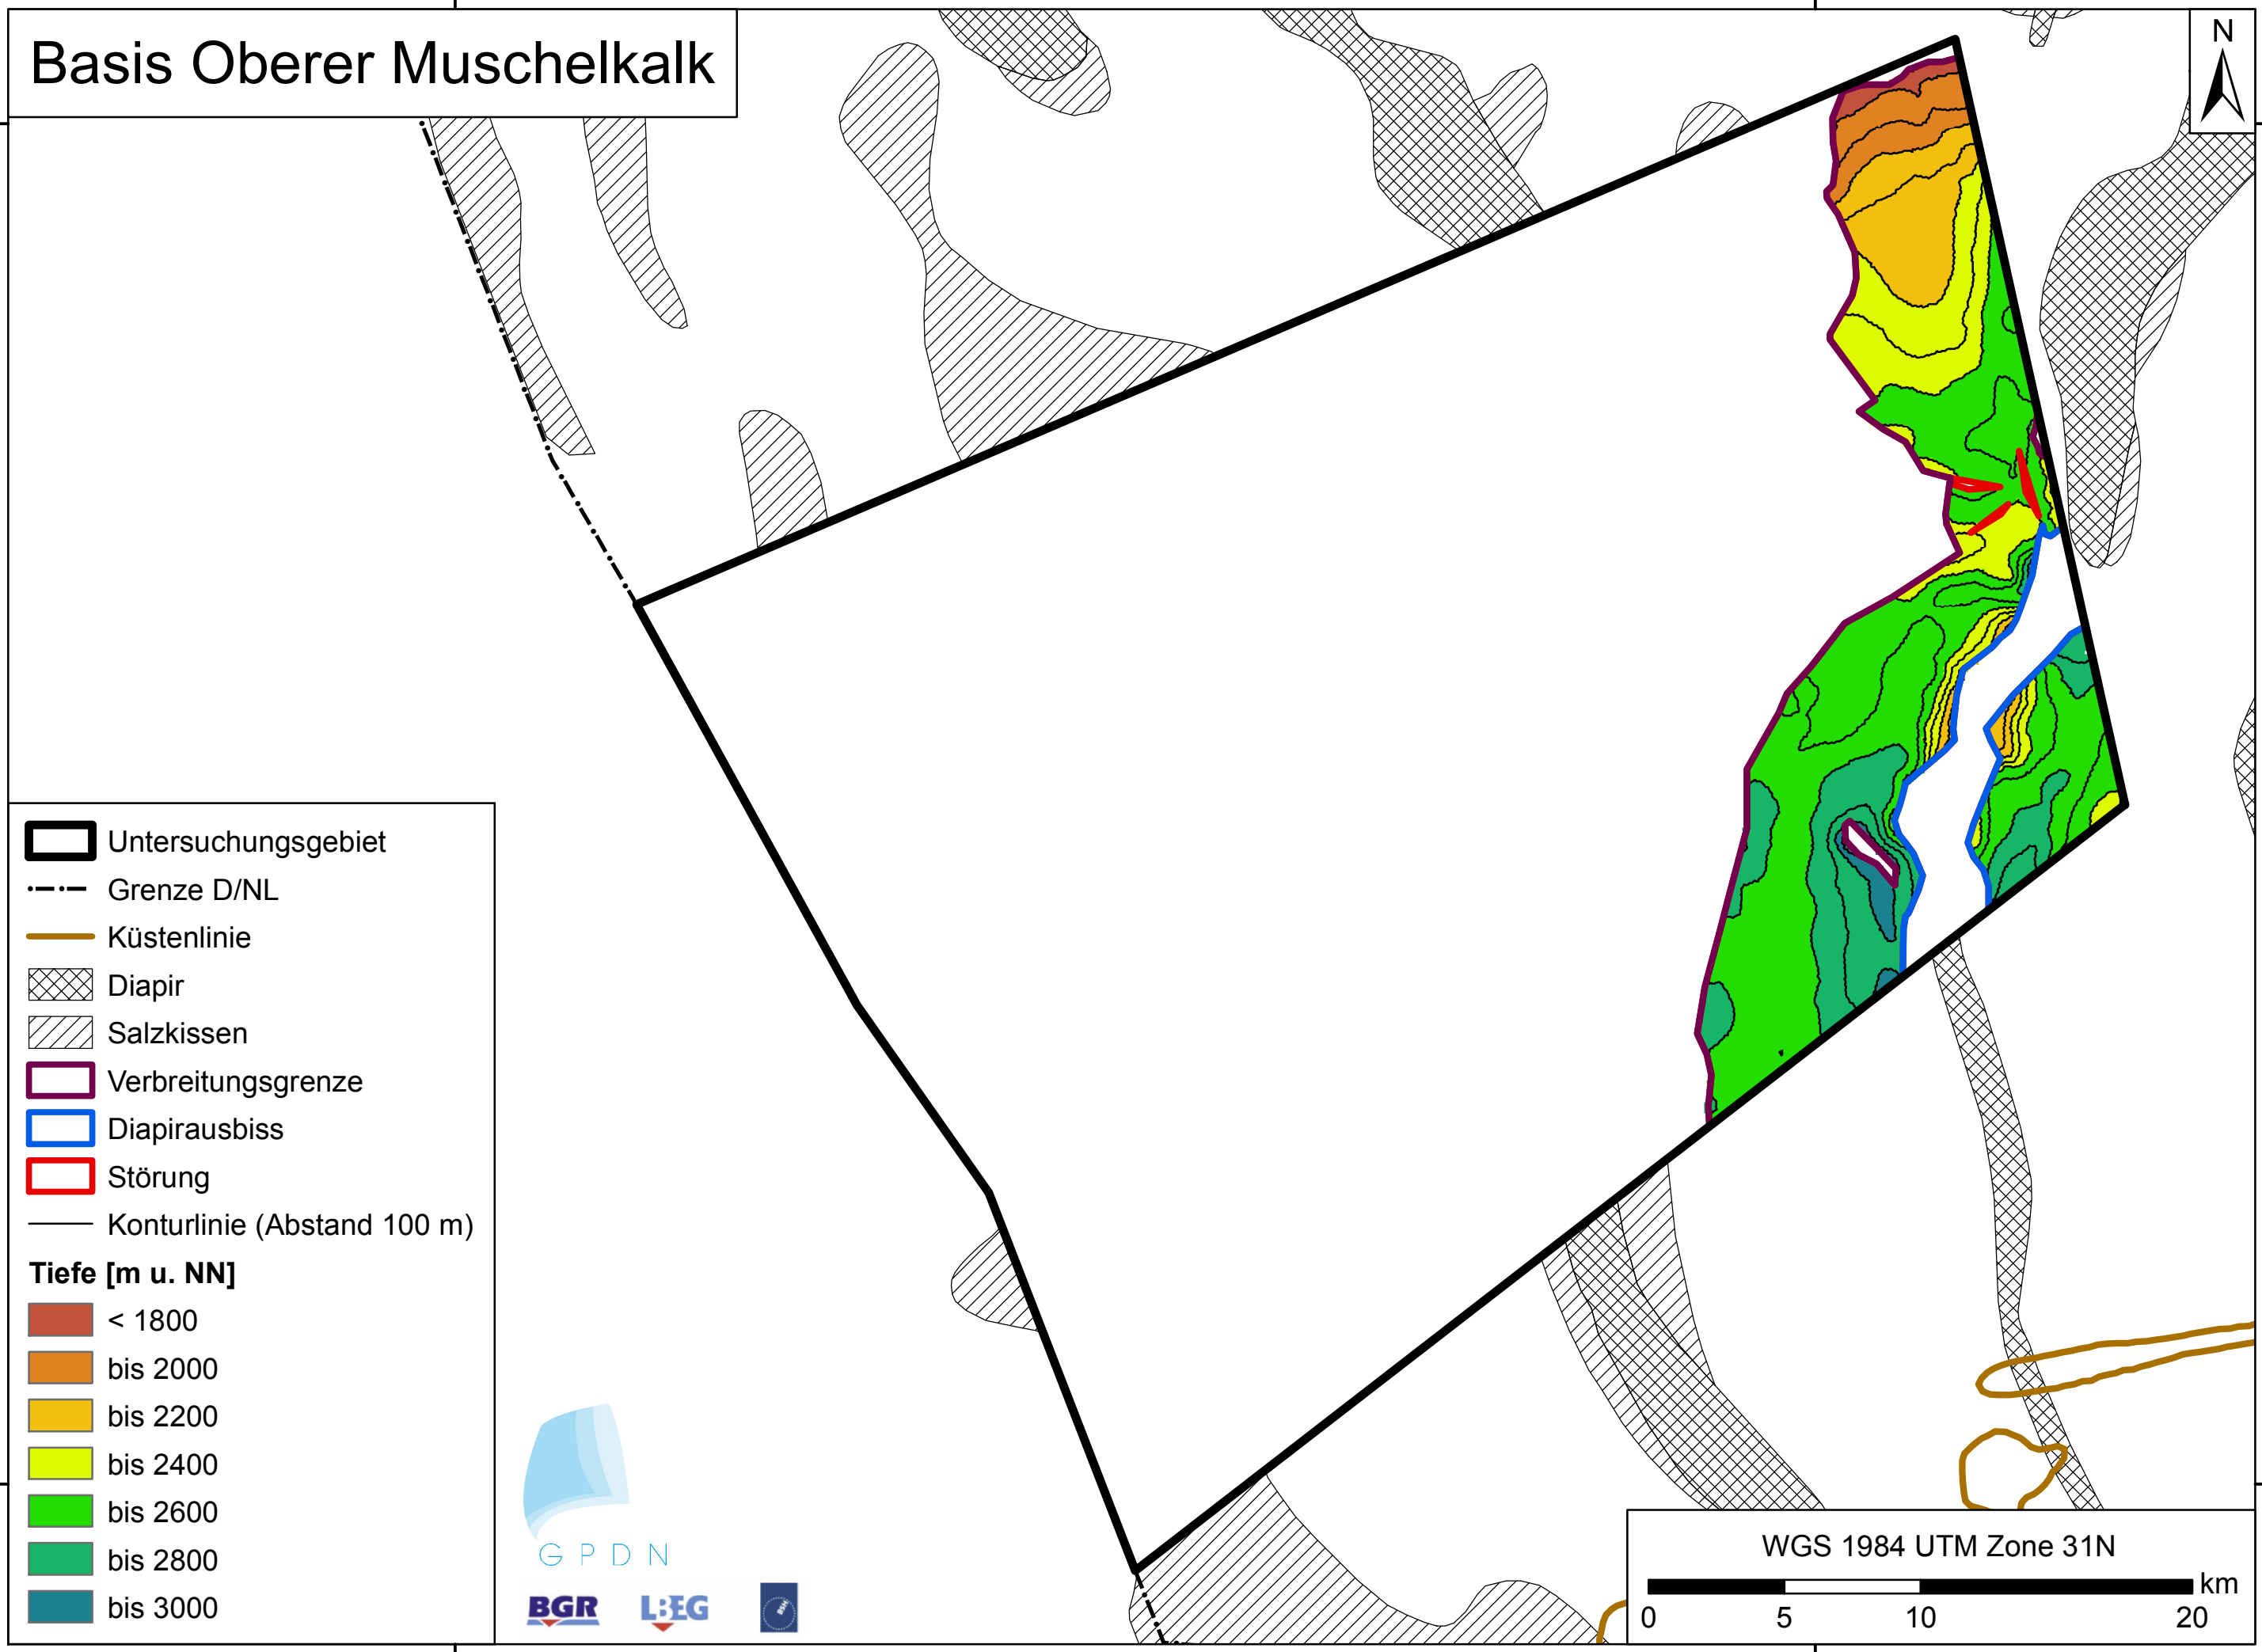 Basis Oberer Muschelkalk
N
Untersuchungsgebiet
Grenze D/NL
Küstenlinie
Diapir
Salzkissen
Verbreitungsgrenze
Diapirausbiss
Störung
Konturlinie (Abstand 100 m)
Tiefe [m u. NN]
< 1800
bis 2000
bis 2200
bis 2400
bis 2600
bis 2800
bis 3000
GPDN
BGR LBEG BSH
WGS 1984 UTM Zone 31N
km
0 5 10 20